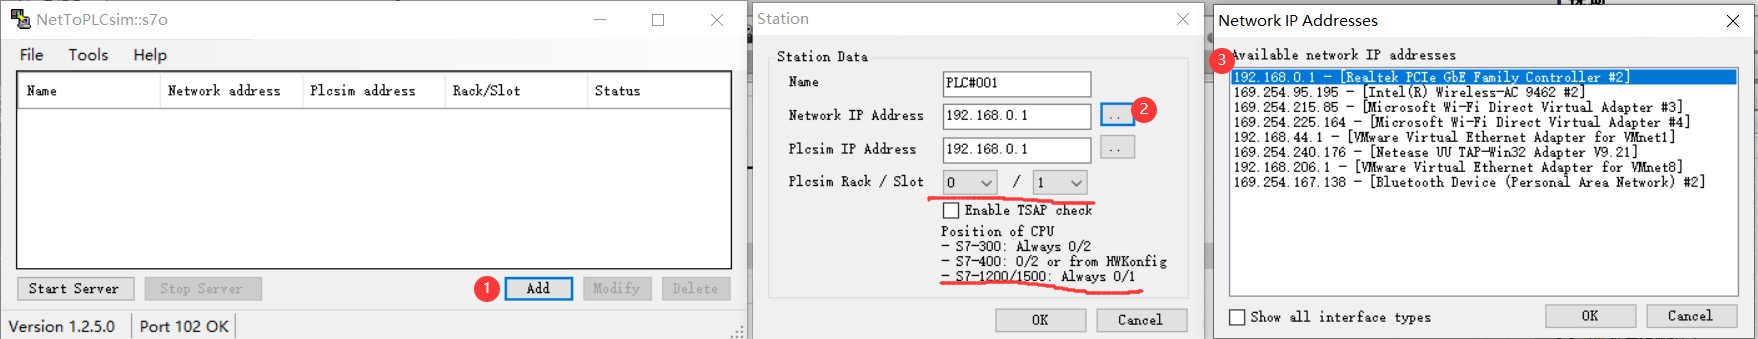 NetToPLCsim::s7o
File Tools Help
Name Network address Plcsim address Rack/Slot Status
Start Server Stop Server 1 Add Modify Delete
Version 1.2.5.0 Port 102 OK
Station
Station Data
Name PLC#001
Network IP Address 192.168.0.1 .. 2
Plcsim IP Address 192.168.0.1 ..
Plcsim Rack / Slot 0 / 1
Enable TSAP check
Position of CPU
- S7-300: Always 0/2
- S7-400: 0/2 or from HWKonfig
- S7-1200/1500: Always 0/1
OK Cancel
Network IP Addresses
3 Available network IP addresses
192.168.0.1 - [Realtek PCIe GbE Family Controller #2]
169.254.95.195 - [Intel(R) Wireless-AC 9462 #2]
169.254.215.85 - [Microsoft Wi-Fi Direct Virtual Adapter #3]
169.254.225.164 - [Microsoft Wi-Fi Direct Virtual Adapter #4]
192.168.44.1 - [VMware Virtual Ethernet Adapter for VMnet1]
169.254.240.176 - [Netease UU TAP-Win32 Adapter V9.21]
192.168.206.1 - [VMware Virtual Ethernet Adapter for VMnet8]
169.254.167.138 - [Bluetooth Device (Personal Area Network) #2]
Show all interface types OK Cancel